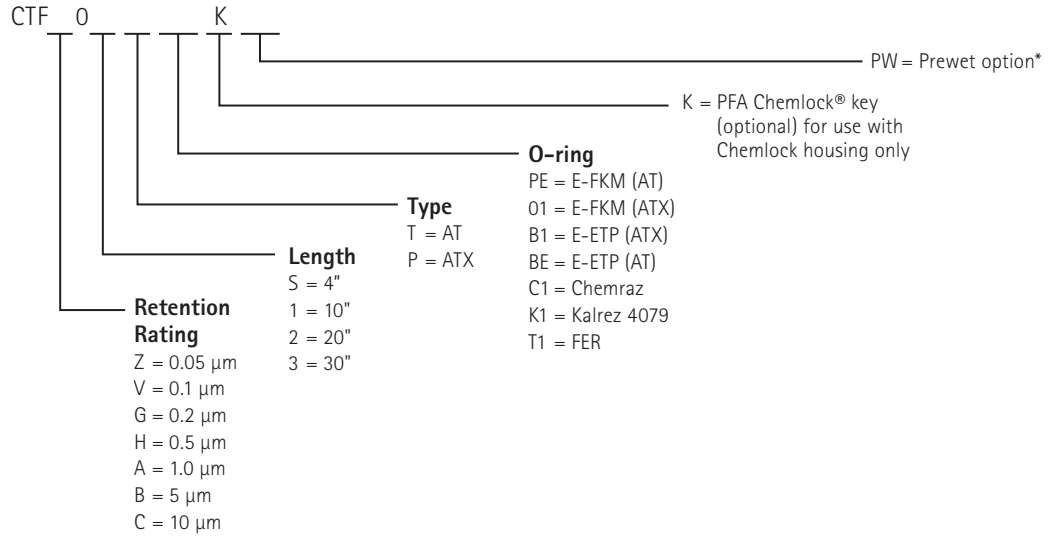 CTF 0 K
PW = Prewet option*
K = PFA Chemlock® key
(optional) for use with
Chemlock housing only
O-ring
PE = E-FKM (AT)
01 = E-FKM (ATX)
B1 = E-ETP (ATX)
BE = E-ETP (AT)
C1 = Chemraz
K1 = Kalrez 4079
T1 = FER
Type
T = AT
P = ATX
Length
S = 4"
1 = 10"
2 = 20"
3 = 30"
Retention
Rating
Z = 0.05 µm
V = 0.1 µm
G = 0.2 µm
H = 0.5 µm
A = 1.0 µm
B = 5 µm
C = 10 µm